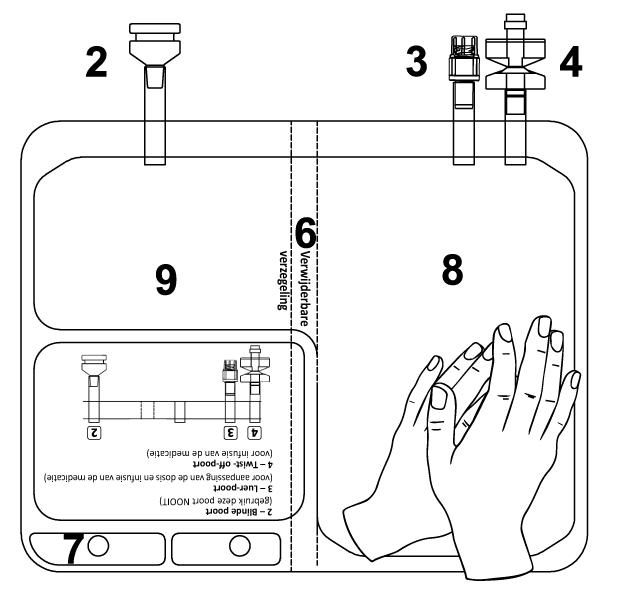 2
3
4
6
Verwijderbare
verzegeling
9
8
2 – Blinde poort
(gebruik deze poort NOOIT)
3 – Luer-poort
(voor aanpassing van de dosis en infusie van de medicatie)
4 – Twist- off-poort
(voor infusie van de medicatie)
4 3 2
7